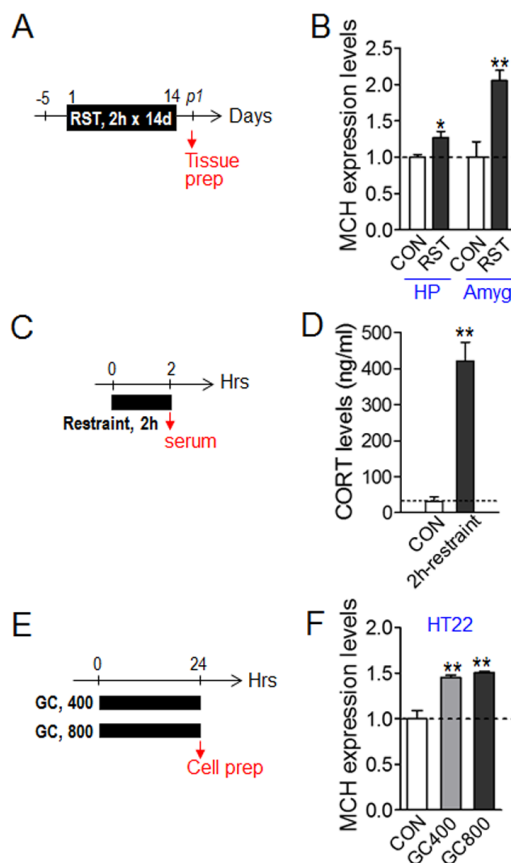 A
-5 1 14 p1
RST, 2h x 14d
Days
Tissue
prep
B
MCH expression levels
2.5
2.0
1.5
1.0
0.5
0.0
* **
CON RST CON RST
HP Amyg
C
0 2
Hrs
Restraint, 2h
serum
D
CORT levels (ng/ml)
500
400
300
200
100
0
**
CON 2h-restraint
E
0 24
Hrs
GC, 400
GC, 800
Cell prep
F
MCH expression levels
2.0
1.5
1.0
0.5
0.0
HT22
** **
CON GC400 GC800